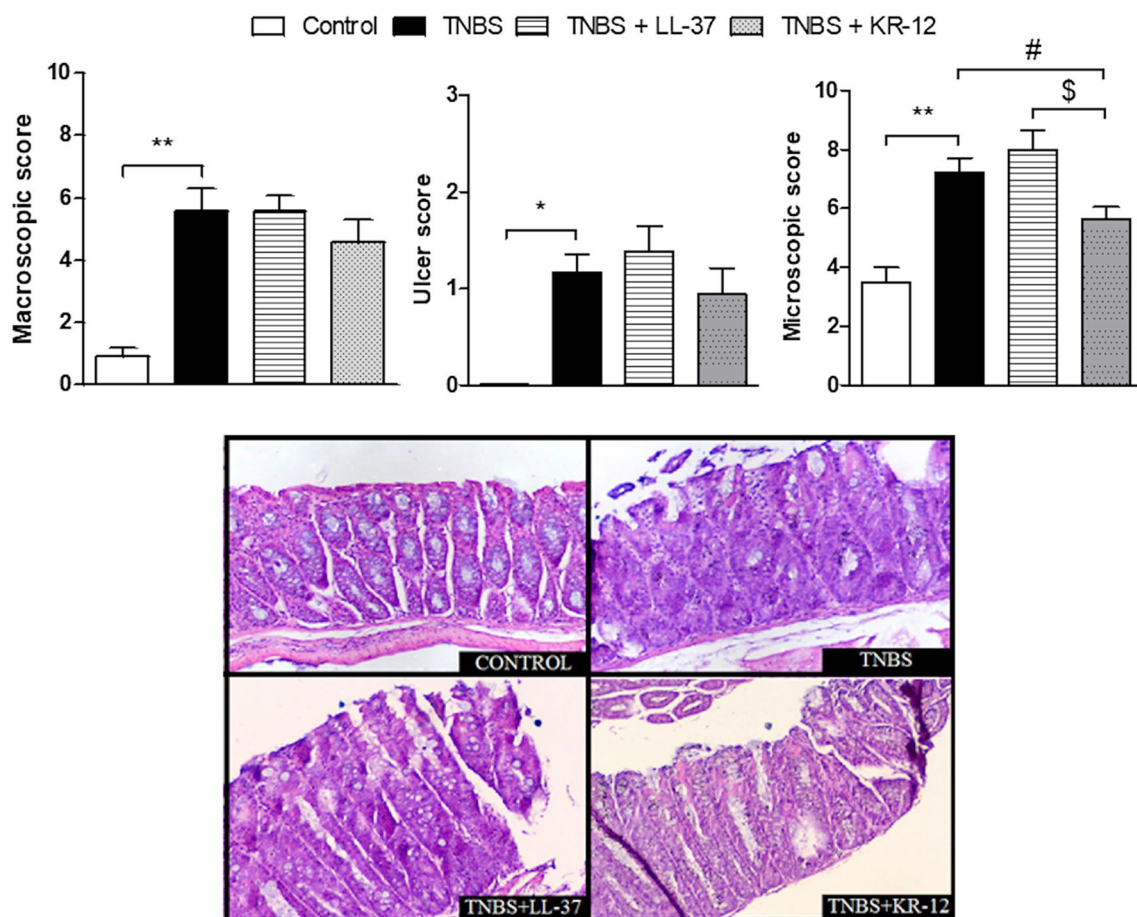 Control TNBS TNBS + LL-37 TNBS + KR-12
Macroscopic score
10
8
6
4
2
0
**
Ulcer score
3
2
1
0
*
Microscopic score
10
8
6
4
2
0
**
#
$
CONTROL
TNBS
TNBS+LL-37
TNBS+KR-12